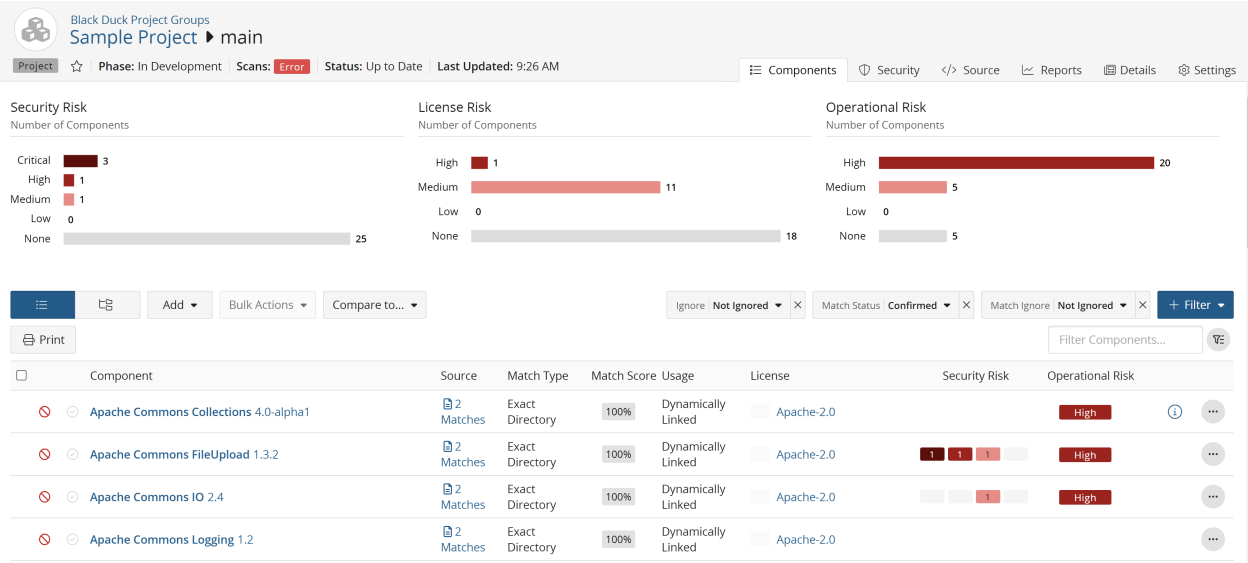 Black Duck Project Groups
Sample Project main
Project Phase: In Development Scans: Error Status: Up to Date Last Updated: 9:26 AM
Components Security </> Source Reports Details Settings
Security Risk
Number of Components
Critical 3
High 1
Medium 1
Low 0
None 25
License Risk
Number of Components
High 1
Medium 11
Low 0
None 18
Operational Risk
Number of Components
High 20
Medium 5
Low 0
None 5
Add Bulk Actions Compare to... Ignore Not Ignored Match Status Confirmed Match Ignore Not Ignored + Filter
Print Filter Components...
Component Source Match Type Match Score Usage License Security Risk Operational Risk
Apache Commons Collections 4.0-alpha1 2 Matches Exact Directory 100% Dynamically Linked Apache-2.0 High
Apache Commons FileUpload 1.3.2 2 Matches Exact Directory 100% Dynamically Linked Apache-2.0 1 1 1 High
Apache Commons IO 2.4 2 Matches Exact Directory 100% Dynamically Linked Apache-2.0 1 High
Apache Commons Logging 1.2 2 Matches Exact Directory 100% Dynamically Linked Apache-2.0